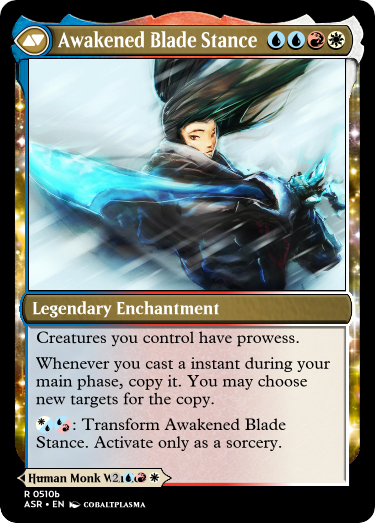 Awakened Blade Stance
Legendary Enchantment
Creatures you control have prowess.
Whenever you cast a instant during your
main phase, copy it. You may choose
new targets for the copy.
: Transform Awakened Blade
Stance. Activate only as a sorcery.
Human Monk
R 0510b
ASR • EN COBALTPLASMA